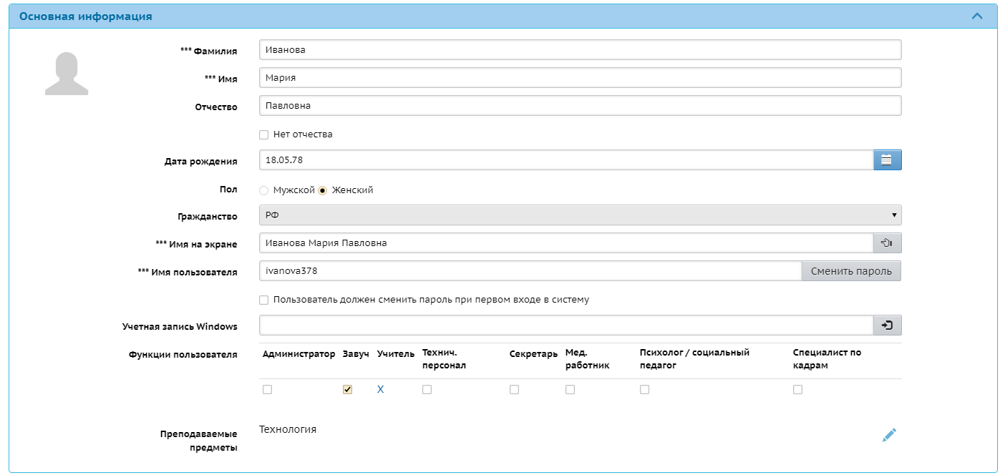 Основная информация
*** Фамилия Иванова
*** Имя Мария
Отчество Павловна
Нет отчества
Дата рождения 18.05.78
Пол Мужской Женский
Гражданство РФ
*** Имя на экране Иванова Мария Павловна
*** Имя пользователя ivanova378 Сменить пароль
Пользователь должен сменить пароль при первом входе в систему
Учетная запись Windows
Функции пользователя Администратор Завуч Учитель Технич. персонал Секретарь Мед. работник Психолог / социальный педагог Специалист по кадрам
X
Преподаваемые
предметы
Технология